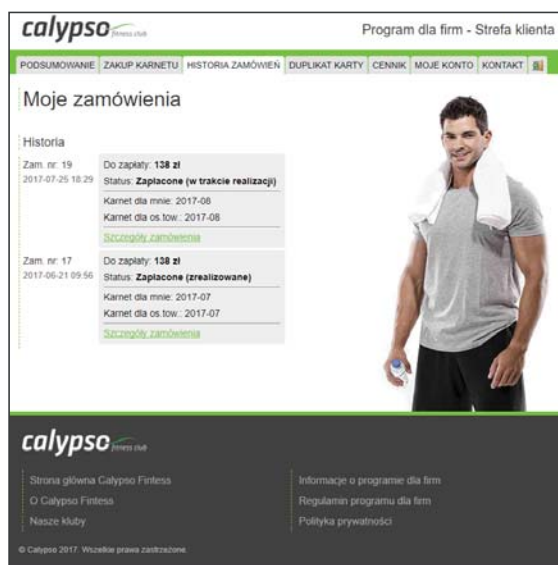 calypso fitness club
Program dla firm - Strefa klienta
PODSUMOWANIE ZAKUP KARNETU HISTORIA ZAMÓWIEŃ DUPLIKAT KARTY CENNIK MOJE KONTO KONTAKT
Moje zamówienia
Historia
Zam. nr: 19
2017-07-25 18:29
Do zapłaty: 138 zł
Status: Zapłacone (w trakcie realizacji)
Karnet dla mnie: 2017-08
Karnet dla os.tow.: 2017-08
Szczegóły zamówienia
Zam. nr: 17
2017-06-21 09:56
Do zapłaty: 138 zł
Status: Zapłacone (zrealizowane)
Karnet dla mnie: 2017-07
Karnet dla os.tow.: 2017-07
Szczegóły zamówienia
calypso fitness club
Strona główna Calypso Fintess
O Calypso Fintess
Nasze kluby
Informacje o programie dla firm
Regulamin programu dla firm
Polityka prywatności
© Calypso 2017. Wszelkie prawa zastrzeżone.